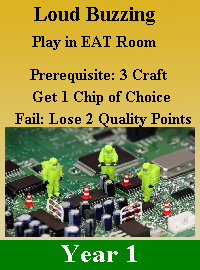 Loud Buzzing
Play in EAT Room
Prerequisite: 3 Craft
Get 1 Chip of Choice
Fail: Lose 2 Quality Points
Year 1